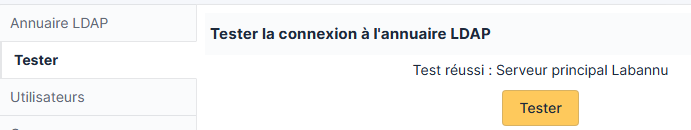 Annuaire LDAP
Tester
Utilisateurs
Tester la connexion à l'annuaire LDAP
Test réussi : Serveur principal Labannu
Tester